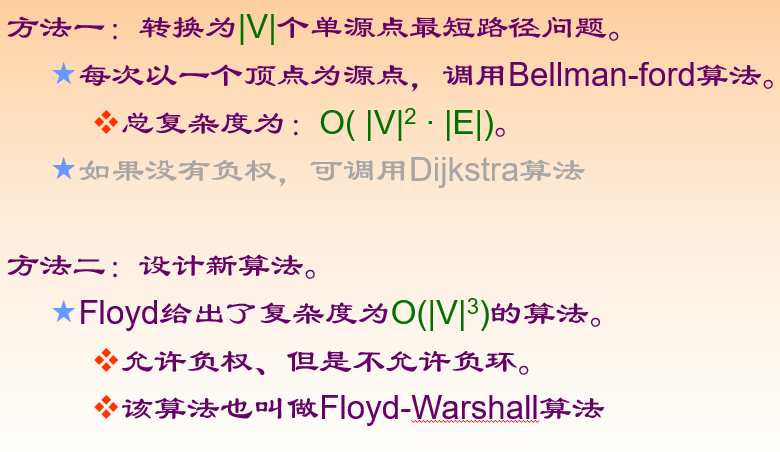 方法一：转换为|V|个单源点最短路径问题。
★每次以一个顶点为源点，调用Bellman-ford算法。
❖总复杂度为：O( |V|² · |E|)。
★如果没有负权，可调用Dijkstra算法
方法二：设计新算法。
★Floyd给出了复杂度为O(|V|³)的算法。
❖允许负权、但是不允许负环。
❖该算法也叫做Floyd-Warshall算法